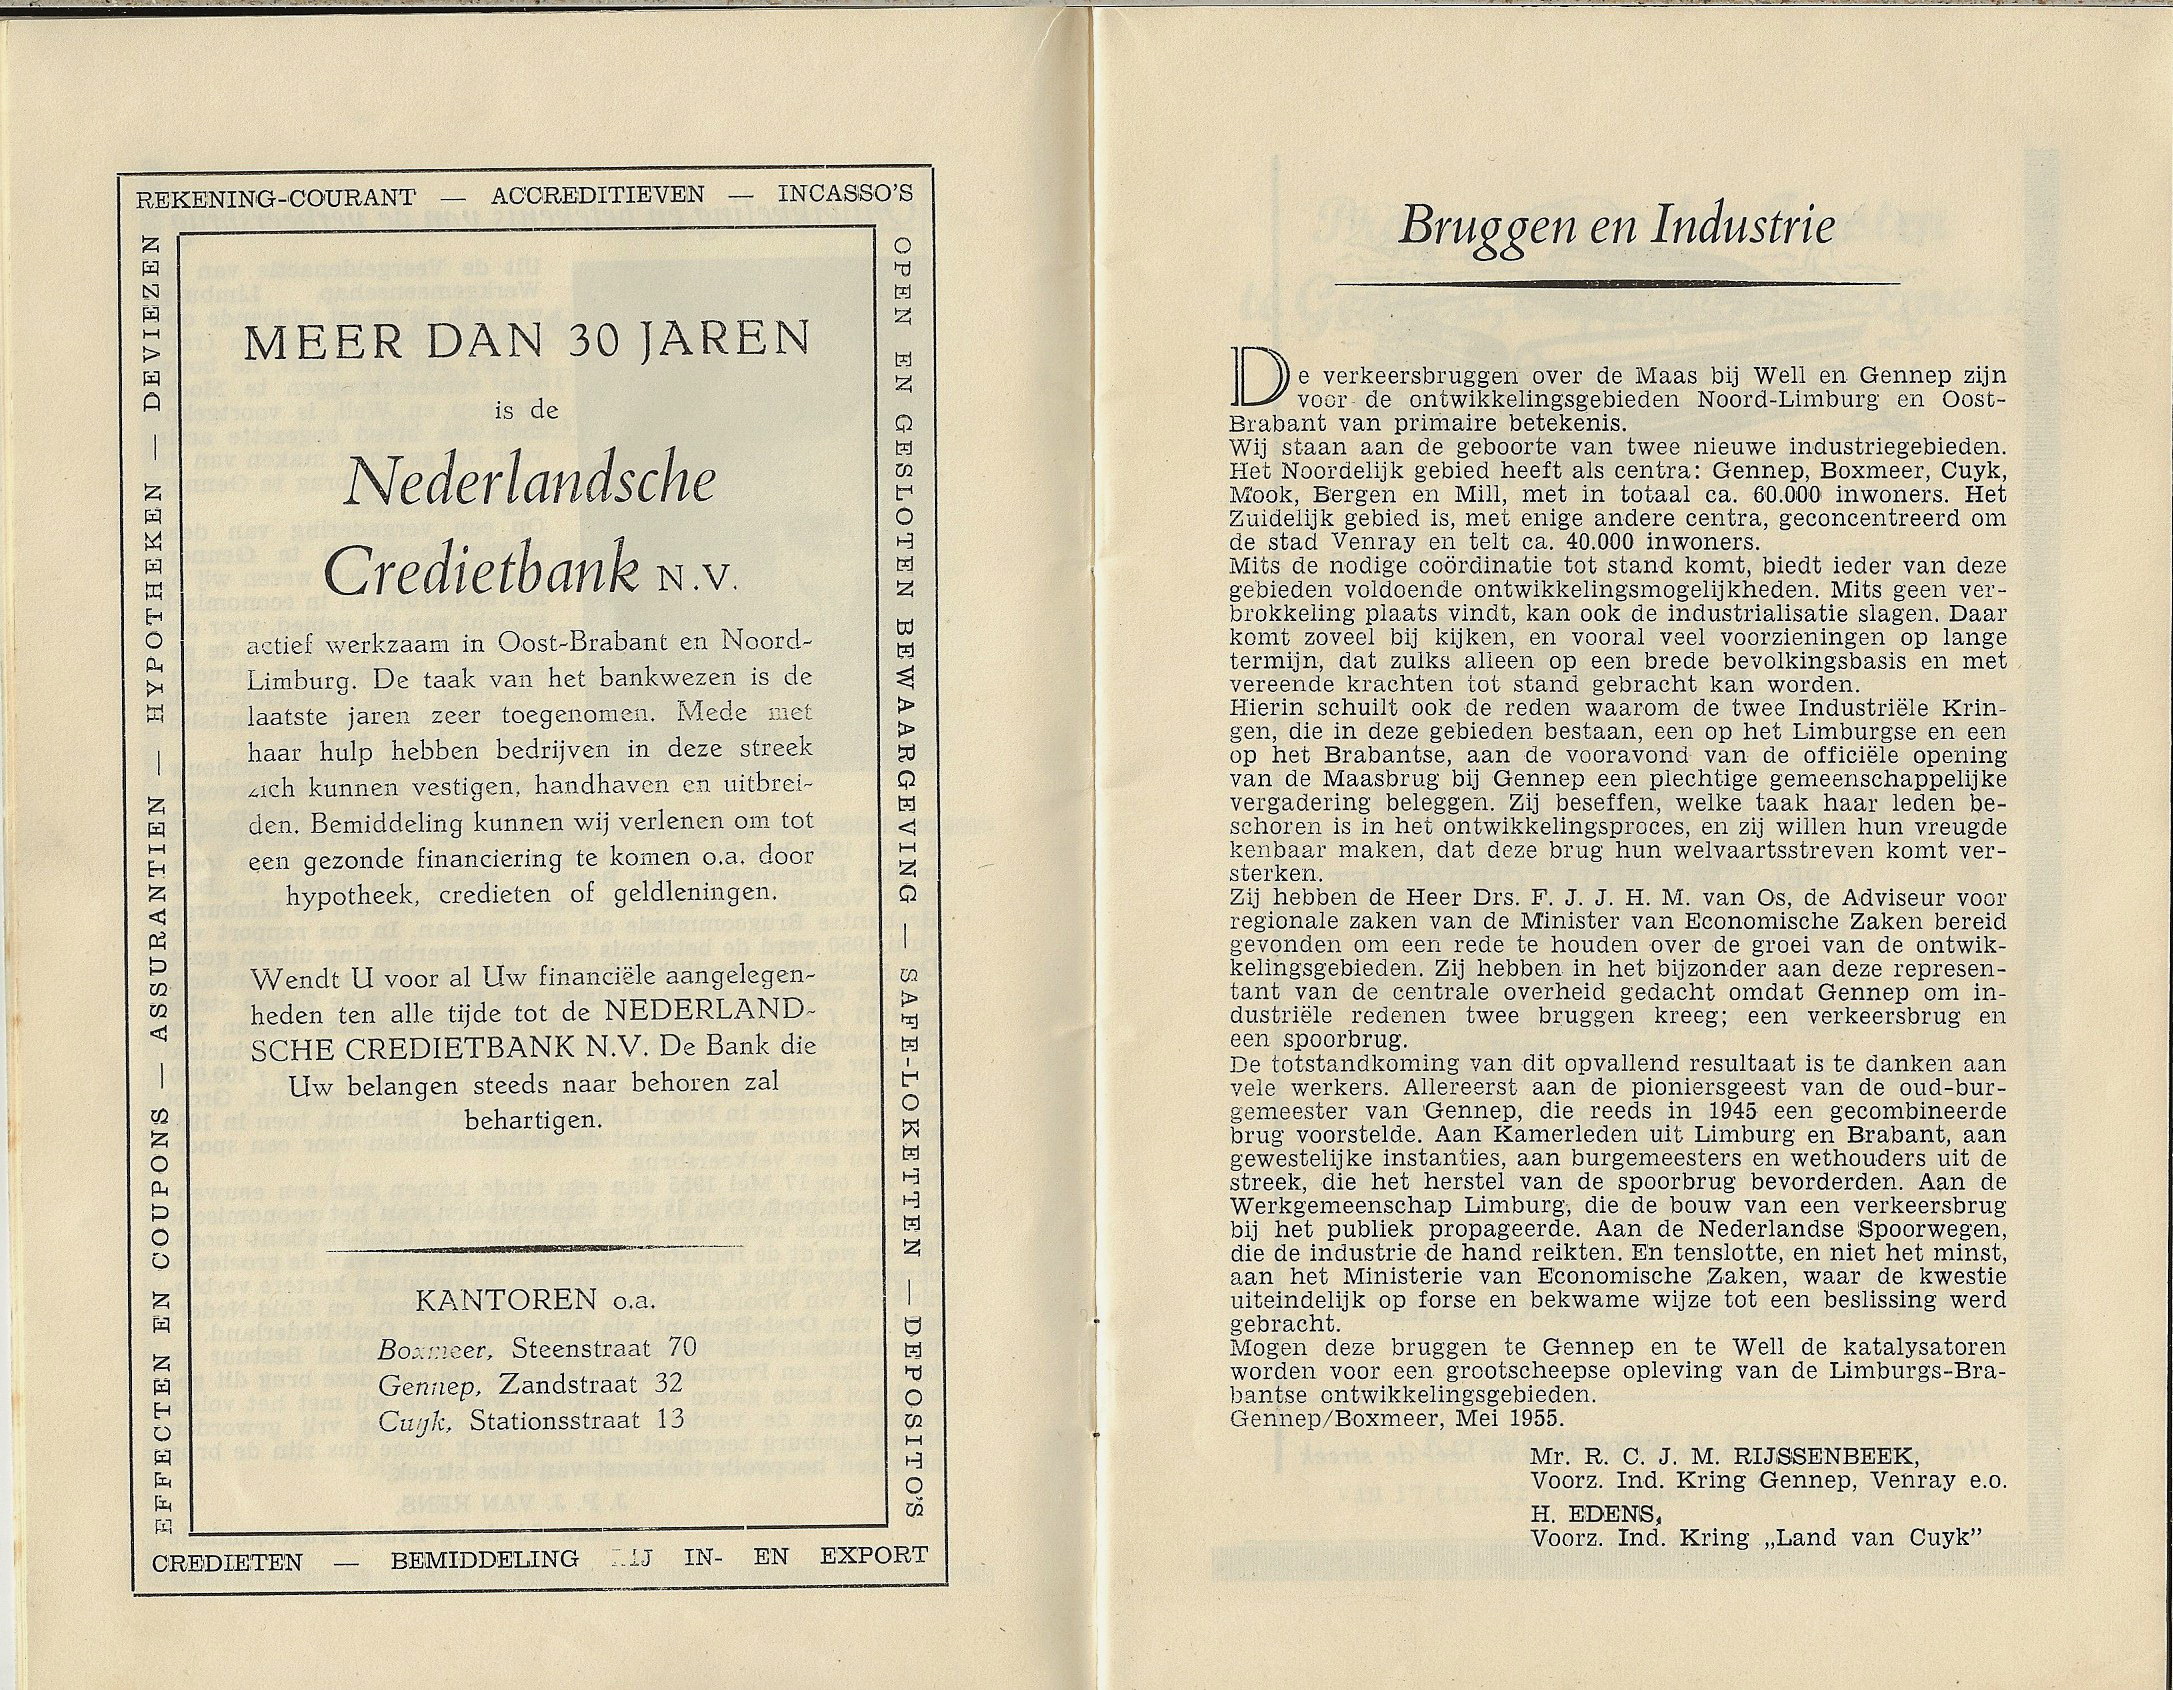 REKENING-COURANT — ACCREDITIEVEN — INCASSO'S
EFFECTEN EN COUPONS — ASSURANTIEN — HYPOTHEKEN — DEVIEZEN
MEER DAN 30 JAREN
is de
Nederlandsche
Credietbank N.V.
actief werkzaam in Oost-Brabant en Noord-
Limburg. De taak van het bankwezen is de
laatste jaren zeer toegenomen. Mede met
haar hulp hebben bedrijven in deze streek
zich kunnen vestigen, handhaven en uitbrei-
den. Bemiddeling kunnen wij verlenen om tot
een gezonde financiering te komen o.a. door
hypotheek, credieten of geldleningen.
Wendt U voor al Uw financiële aangelegen-
heden ten alle tijde tot de NEDERLAND-
SCHE CREDIETBANK N.V. De Bank die
Uw belangen steeds naar behoren zal
behartigen.
KANTOREN o.a.
Boxmeer, Steenstraat 70
Gennep, Zandstraat 32
Cuyk, Stationsstraat 13
OPEN EN GESLOTEN BEWAARGEVING — SAFE-LOKETTEN — DEPOSITO'S
CREDIETEN — BEMIDDELING BIJ IN- EN EXPORT
Bruggen en Industrie
De verkeersbruggen over de Maas bij Well en Gennep zijn
voor de ontwikkelingsgebieden Noord-Limburg en Oost-
Brabant van primaire betekenis.
Wij staan aan de geboorte van twee nieuwe industriegebieden.
Het Noordelijk gebied heeft als centra: Gennep, Boxmeer, Cuyk,
Mook, Bergen en Mill, met in totaal ca. 60.000 inwoners. Het
Zuidelijk gebied is, met enige andere centra, geconcentreerd om
de stad Venray en telt ca. 40.000 inwoners.
Mits de nodige coördinatie tot stand komt, biedt ieder van deze
gebieden voldoende ontwikkelingsmogelijkheden. Mits geen ver-
brokkeling plaats vindt, kan ook de industrialisatie slagen. Daar
komt zoveel bij kijken, en vooral veel voorzieningen op lange
termijn, dat zulks alleen op een brede bevolkingsbasis en met
vereende krachten tot stand gebracht kan worden.
Hierin schuilt ook de reden waarom de twee Industriële Krin-
gen, die in deze gebieden bestaan, een op het Limburgse en een
op het Brabantse, aan de vooravond van de officiële opening
van de Maasbrug bij Gennep een plechtige gemeenschappelijke
vergadering beleggen. Zij beseffen, welke taak haar leden be-
schoren is in het ontwikkelingsproces, en zij willen hun vreugde
kenbaar maken, dat deze brug hun welvaartsstreven komt ver-
sterken.
Zij hebben de Heer Drs. F. J. J. H. M. van Os, de Adviseur voor
regionale zaken van de Minister van Economische Zaken bereid
gevonden om een rede te houden over de groei van de ontwik-
kelingsgebieden. Zij hebben in het bijzonder aan deze represen-
tant van de centrale overheid gedacht omdat Gennep om in-
dustriële redenen twee bruggen kreeg; een verkeersbrug en
een spoorbrug.
De totstandkoming van dit opvallend resultaat is te danken aan
vele werkers. Allereerst aan de pioniersgeest van de oud-bur-
gemeester van Gennep, die reeds in 1945 een gecombineerde
brug voorstelde. Aan Kamerleden uit Limburg en Brabant, aan
gewestelijke instanties, aan burgemeesters en wethouders uit de
streek, die het herstel van de spoorbrug bevorderden. Aan de
Werkgemeenschap Limburg, die de bouw van een verkeersbrug
bij het publiek propageerde. Aan de Nederlandse Spoorwegen,
die de industrie de hand reikten. En tenslotte, en niet het minst,
aan het Ministerie van Economische Zaken, waar de kwestie
uiteindelijk op forse en bekwame wijze tot een beslissing werd
gebracht.
Mogen deze bruggen te Gennep en te Well de katalysatoren
worden voor een grootscheepse opleving van de Limburgs-Bra-
bantse ontwikkelingsgebieden.
Gennep/Boxmeer, Mei 1955.
Mr. R. C. J. M. RIJSSENBEEK,
Voorz. Ind. Kring Gennep, Venray e.o.
H. EDENS,
Voorz. Ind. Kring „Land van Cuyk”